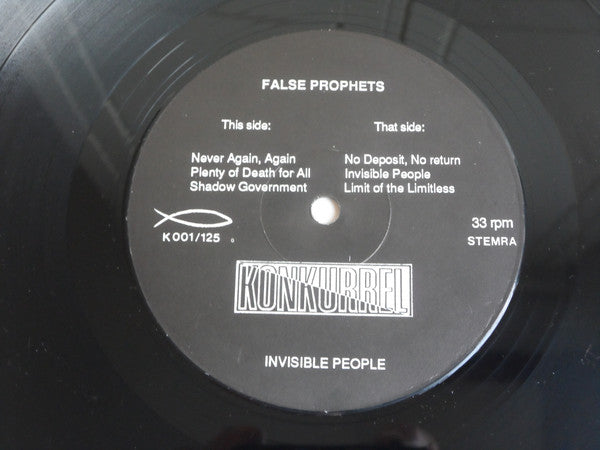 FALSE PROPHETS
This side:
Never Again, Again
Plenty of Death for All
Shadow Government
That side:
No Deposit, No return
Invisible People
Limit of the Limitless
K 001/125
33 rpm
STEMRA
KONKURREL
INVISIBLE PEOPLE